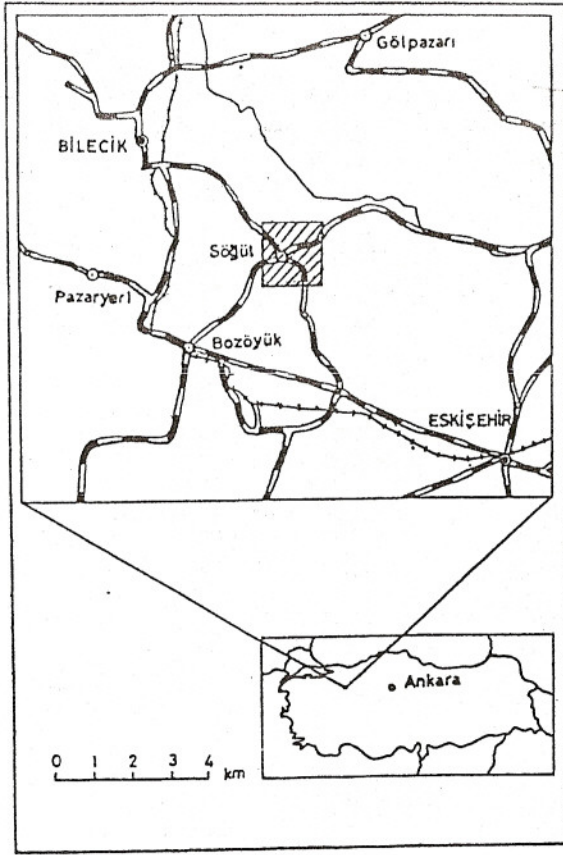 Gölpazarı
BİLECİK
Söğüt
Pazaryeri
Bozöyük
ESKİŞEHİR
Ankara
0 1 2 3 4
km